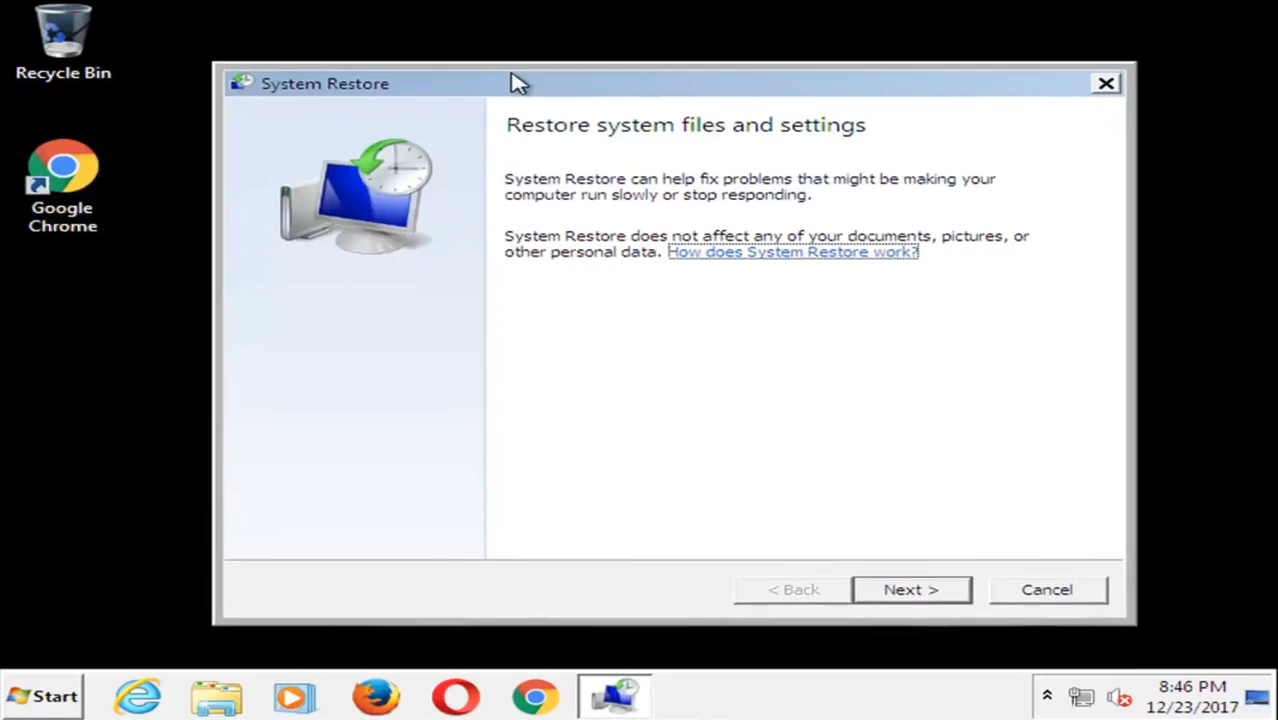 Recycle Bin
Google
Chrome
System Restore
Restore system files and settings
System Restore can help fix problems that might be making your
computer run slowly or stop responding.
System Restore does not affect any of your documents, pictures, or
other personal data. How does System Restore work?
< Back
Next >
Cancel
Start
8:46 PM
12/23/2017